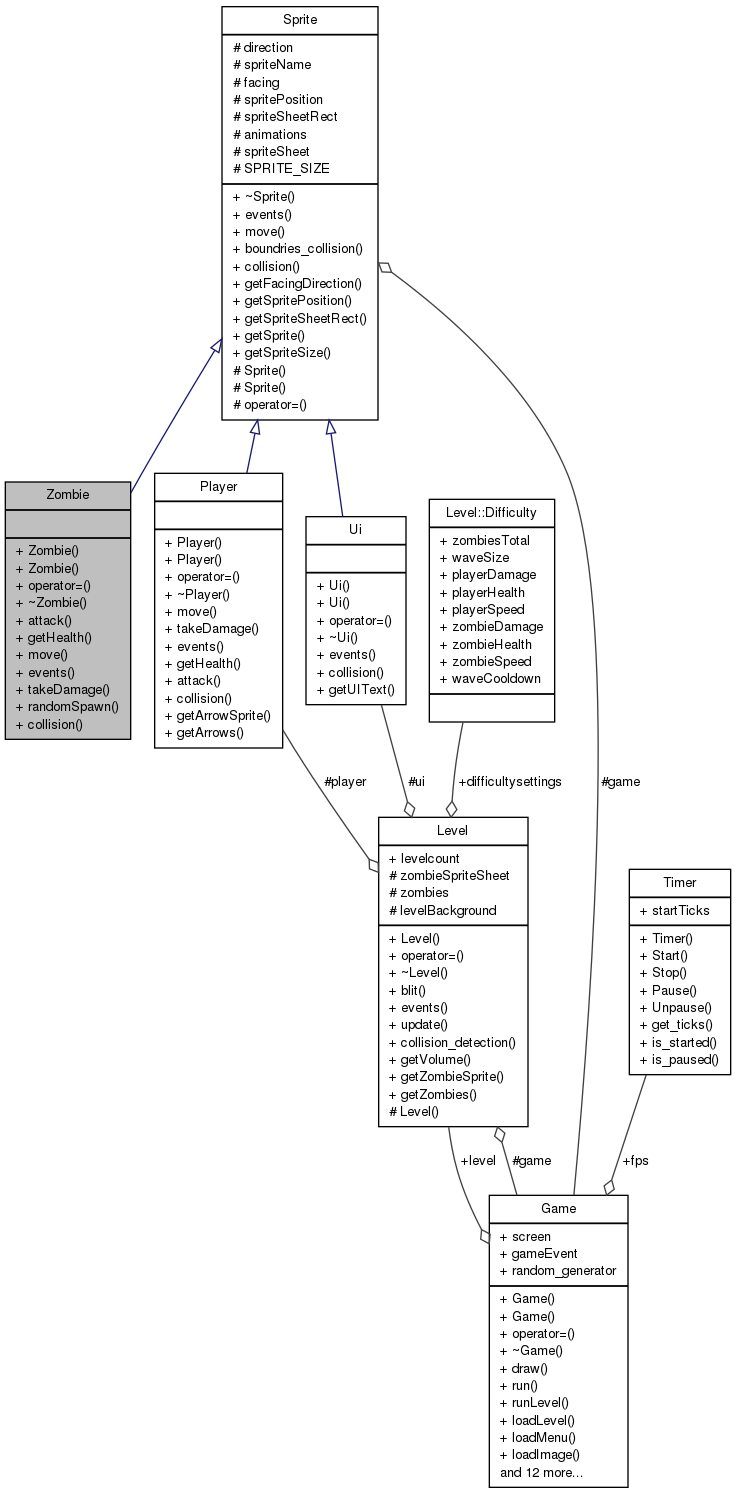 Sprite
# direction
# spriteName
# facing
# spritePosition
# spriteSheetRect
# animations
# spriteSheet
# SPRITE_SIZE
+ ~Sprite()
+ events()
+ move()
+ boundries_collision()
+ collision()
+ getFacingDirection()
+ getSpritePosition()
+ getSpriteSheetRect()
+ getSprite()
+ getSpriteSize()
# Sprite()
# Sprite()
# operator=()
Zombie
+ Zombie()
+ Zombie()
+ operator=()
+ ~Zombie()
+ attack()
+ getHealth()
+ move()
+ events()
+ takeDamage()
+ randomSpawn()
+ collision()
Player
+ Player()
+ Player()
+ operator=()
+ ~Player()
+ move()
+ takeDamage()
+ events()
+ getHealth()
+ attack()
+ collision()
+ getArrowSprite()
+ getArrows()
Ui
+ Ui()
+ Ui()
+ operator=()
+ ~Ui()
+ events()
+ collision()
+ getUIText()
Level::Difficulty
+ zombiesTotal
+ waveSize
+ playerDamage
+ playerHealth
+ playerSpeed
+ zombieDamage
+ zombieHealth
+ zombieSpeed
+ waveCooldown
#player
#ui
+difficultysettings
#game
Level
+ levelcount
# zombieSpriteSheet
# zombies
# levelBackground
+ Level()
+ operator=()
+ ~Level()
+ blit()
+ events()
+ update()
+ collision_detection()
+ getVolume()
+ getZombieSprite()
+ getZombies()
# Level()
Timer
+ startTicks
+ Timer()
+ Start()
+ Stop()
+ Pause()
+ Unpause()
+ get_ticks()
+ is_started()
+ is_paused()
+level
#game
+fps
Game
+ screen
+ gameEvent
+ random_generator
+ Game()
+ Game()
+ operator=()
+ ~Game()
+ draw()
+ run()
+ runLevel()
+ loadLevel()
+ loadMenu()
+ loadImage()
and 12 more...